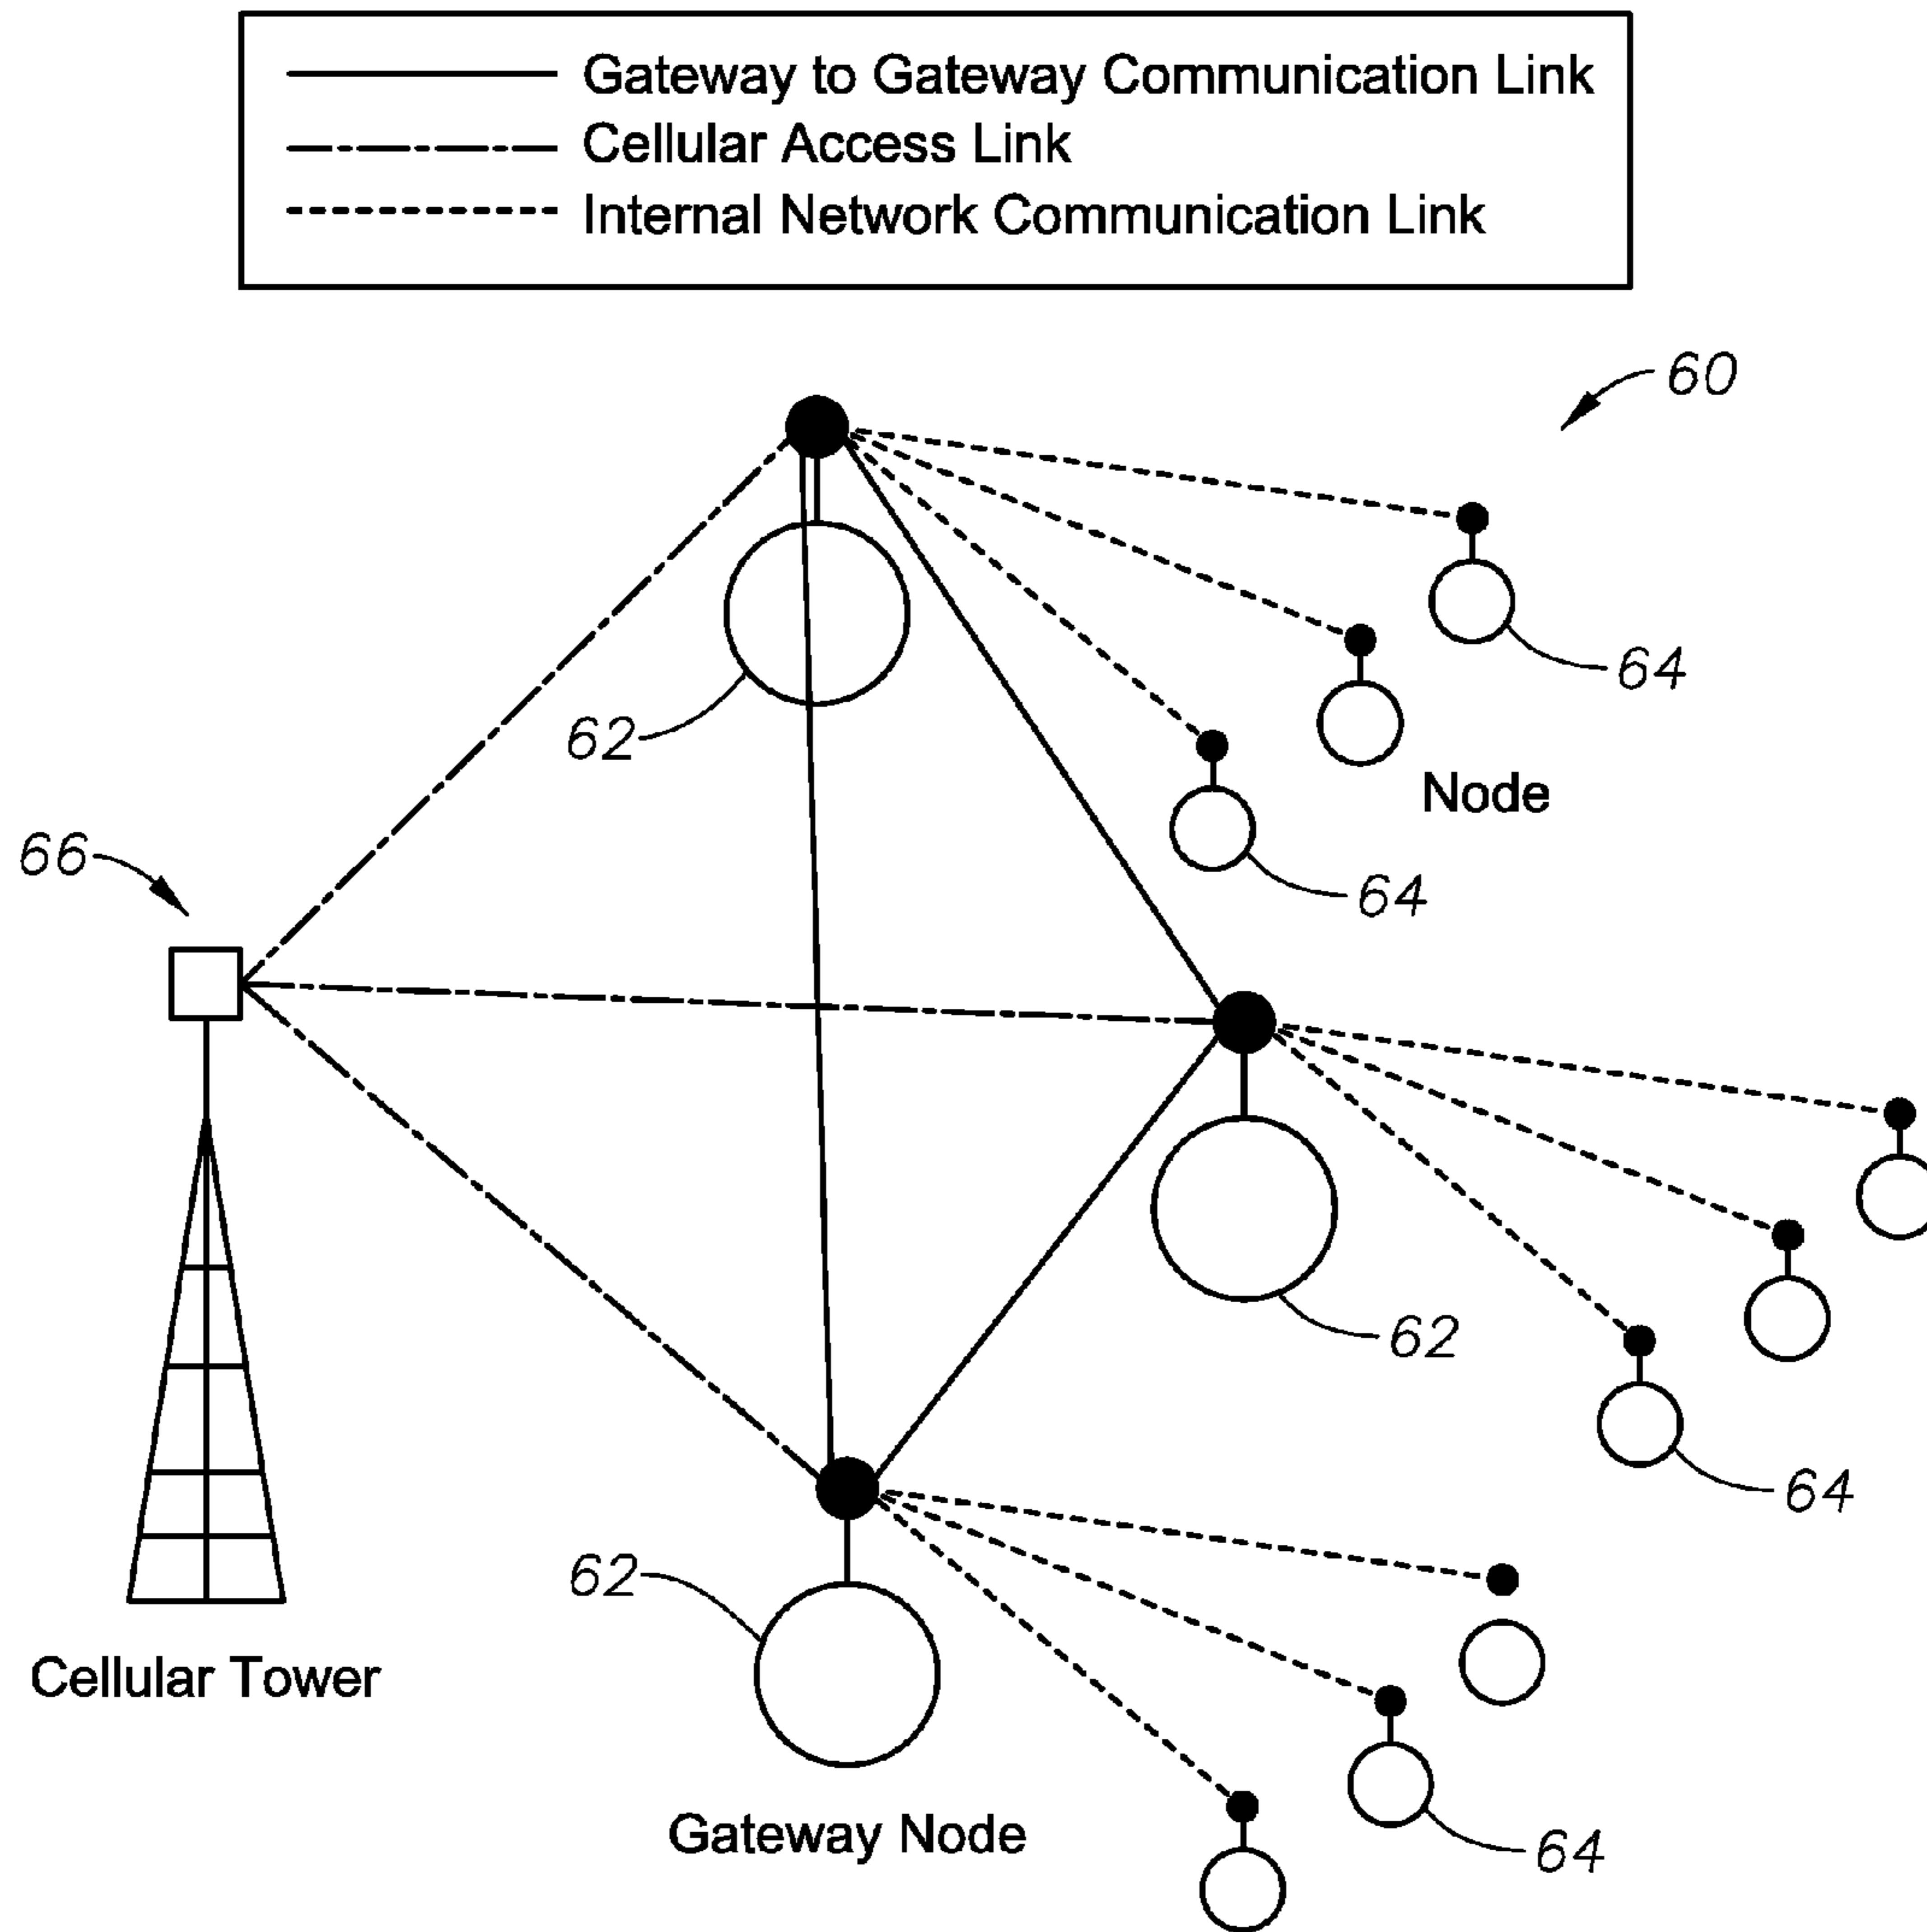 Gateway to Gateway Communication Link
Cellular Access Link
Internal Network Communication Link
60
64
62
Node
66
64
62
64
62
Cellular Tower
Gateway Node
64